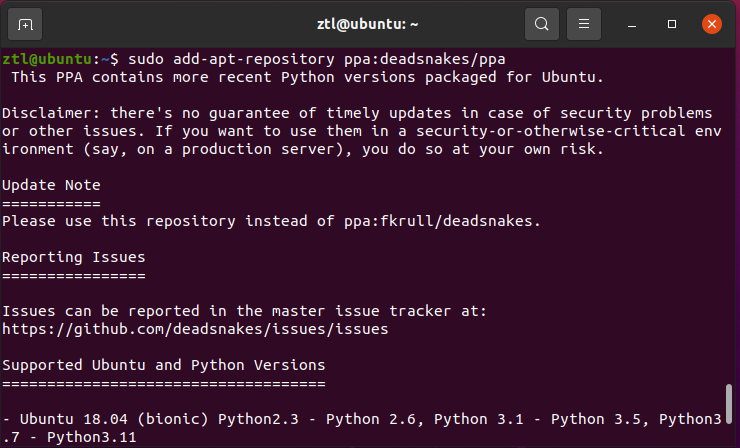 ztl@ubuntu: ~
ztl@ubuntu:~$ sudo add-apt-repository ppa:deadsnakes/ppa
 This PPA contains more recent Python versions packaged for Ubuntu.

Disclaimer: there's no guarantee of timely updates in case of security problems
or other issues. If you want to use them in a security-or-otherwise-critical env
ironment (say, on a production server), you do so at your own risk.

Update Note
===========
Please use this repository instead of ppa:fkrull/deadsnakes.

Reporting Issues
================

Issues can be reported in the master issue tracker at:
https://github.com/deadsnakes/issues/issues

Supported Ubuntu and Python Versions
====================================

- Ubuntu 18.04 (bionic) Python2.3 - Python 2.6, Python 3.1 - Python 3.5, Python3
.7 - Python3.11